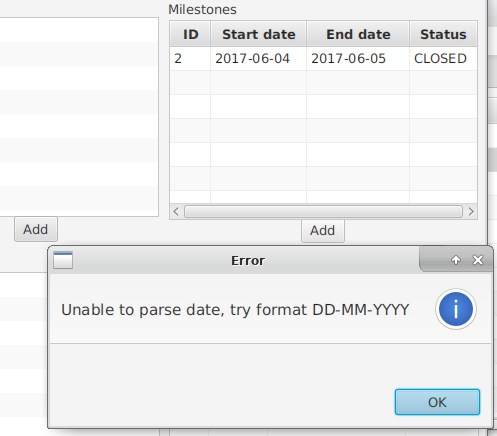 Milestones
ID Start date End date Status
2 2017-06-04 2017-06-05 CLOSED
Add Add
Error
Unable to parse date, try format DD-MM-YYYY
OK